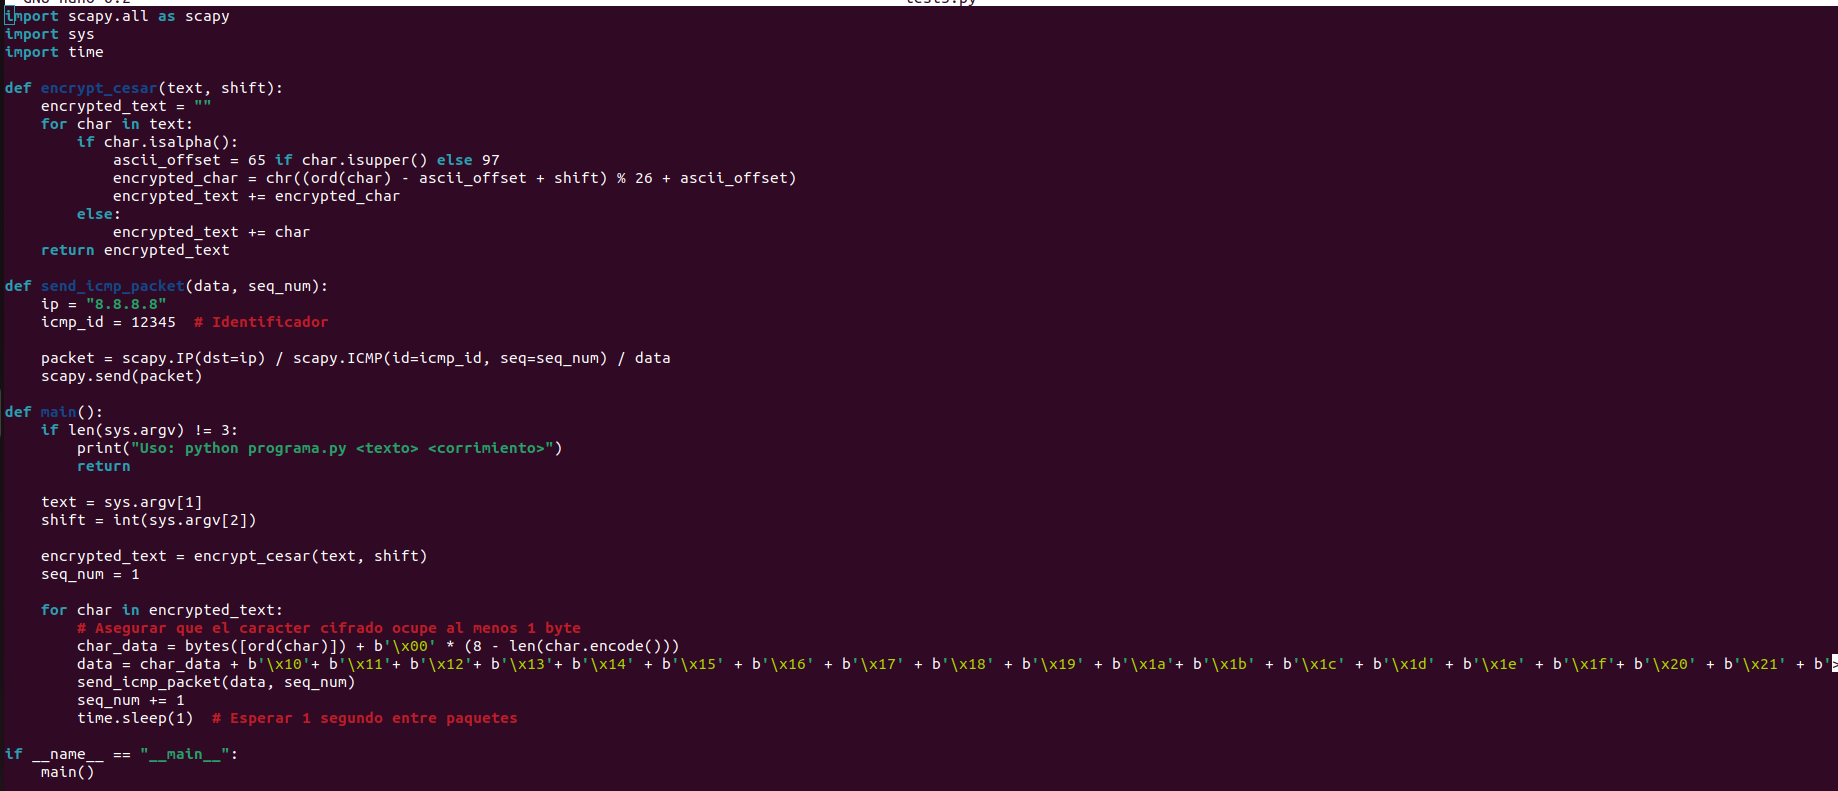 import scapy.all as scapy
import sys
import time

def encrypt_cesar(text, shift):
    encrypted_text = ""
    for char in text:
        if char.isalpha():
            ascii_offset = 65 if char.isupper() else 97
            encrypted_char = chr((ord(char) - ascii_offset + shift) % 26 + ascii_offset)
            encrypted_text += encrypted_char
        else:
            encrypted_text += char
    return encrypted_text

def send_icmp_packet(data, seq_num):
    ip = "8.8.8.8"
    icmp_id = 12345  # Identificador

    packet = scapy.IP(dst=ip) / scapy.ICMP(id=icmp_id, seq=seq_num) / data
    scapy.send(packet)

def main():
    if len(sys.argv) != 3:
        print("Uso: python programa.py <texto> <corrimiento>")
        return

    text = sys.argv[1]
    shift = int(sys.argv[2])

    encrypted_text = encrypt_cesar(text, shift)
    seq_num = 1

    for char in encrypted_text:
        # Asegurar que el caracter cifrado ocupe al menos 1 byte
        char_data = bytes([ord(char)]) + b'\x00' * (8 - len(char.encode()))
        data = char_data + b'\x10'+ b'\x11'+ b'\x12'+ b'\x13'+ b'\x14' + b'\x15' + b'\x16' + b'\x17' + b'\x18' + b'\x19' + b'\x1a'+ b'\x1b' + b'\x1c' + b'\x1d' + b'\x1e' + b'\x1f'+ b'\x20' + b'\x21' + b'>
        send_icmp_packet(data, seq_num)
        seq_num += 1
        time.sleep(1)  # Esperar 1 segundo entre paquetes

if __name__ == "__main__":
    main()